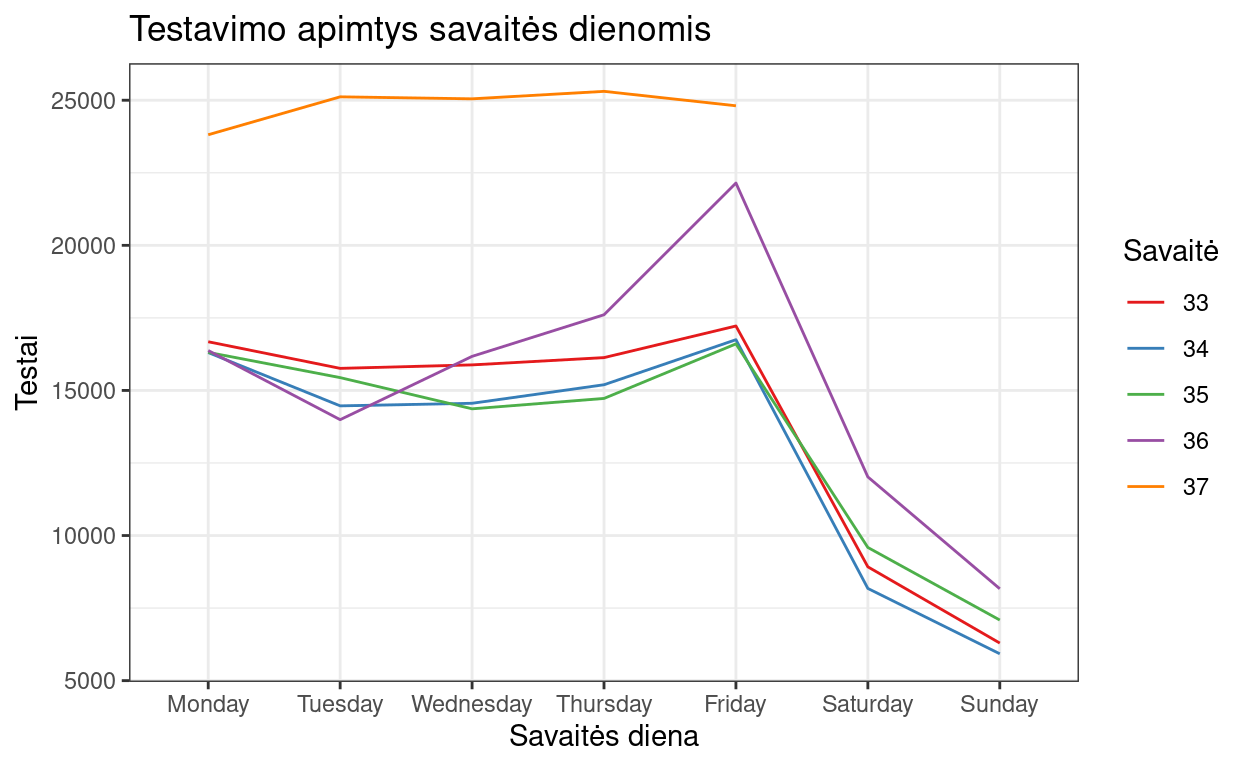 Testavimo apimtys savaitės dienomis
Testai
25000
20000
15000
10000
5000
Monday
Tuesday
Wednesday
Thursday
Friday
Saturday
Sunday
Savaitės diena
Savaitė
33
34
35
36
37